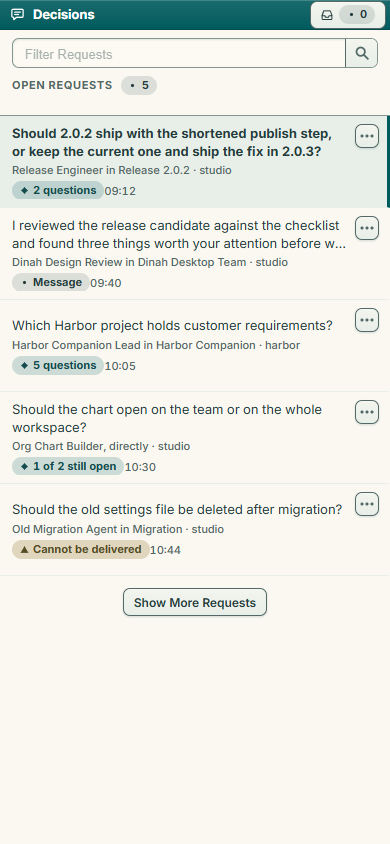 Decisions
• 0
Filter Requests
OPEN REQUESTS • 5
Should 2.0.2 ship with the shortened publish step,
or keep the current one and ship the fix in 2.0.3?
Release Engineer in Release 2.0.2 · studio
◆ 2 questions 09:12
I reviewed the release candidate against the checklist
and found three things worth your attention before w...
Dinah Design Review in Dinah Desktop Team · studio
• Message 09:40
Which Harbor project holds customer requirements?
Harbor Companion Lead in Harbor Companion · harbor
◆ 5 questions 10:05
Should the chart open on the team or on the whole
workspace?
Org Chart Builder, directly · studio
◆ 1 of 2 still open 10:30
Should the old settings file be deleted after migration?
Old Migration Agent in Migration · studio
▲ Cannot be delivered 10:44
Show More Requests